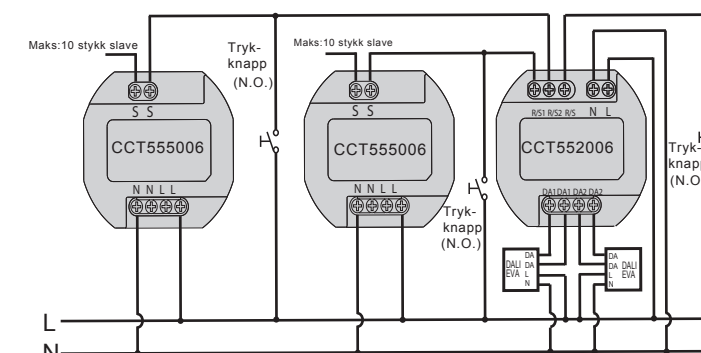 Maks:10 stykk slave
Tryk-
knapp
(N.O.)
Maks:10 stykk slave
S S
S S
R/S1 R/S2 R/S N L
CCT555006
CCT555006
CCT552006
Tryk-
knapp
(N.O
N N L L
N N L L
DA1 DA1 DA2 DA2
Tryk-
knapp
(N.O.)
DALI
EVA
DA
DA
L
N
DA
DA
L
N
DALI
EVA
L
N